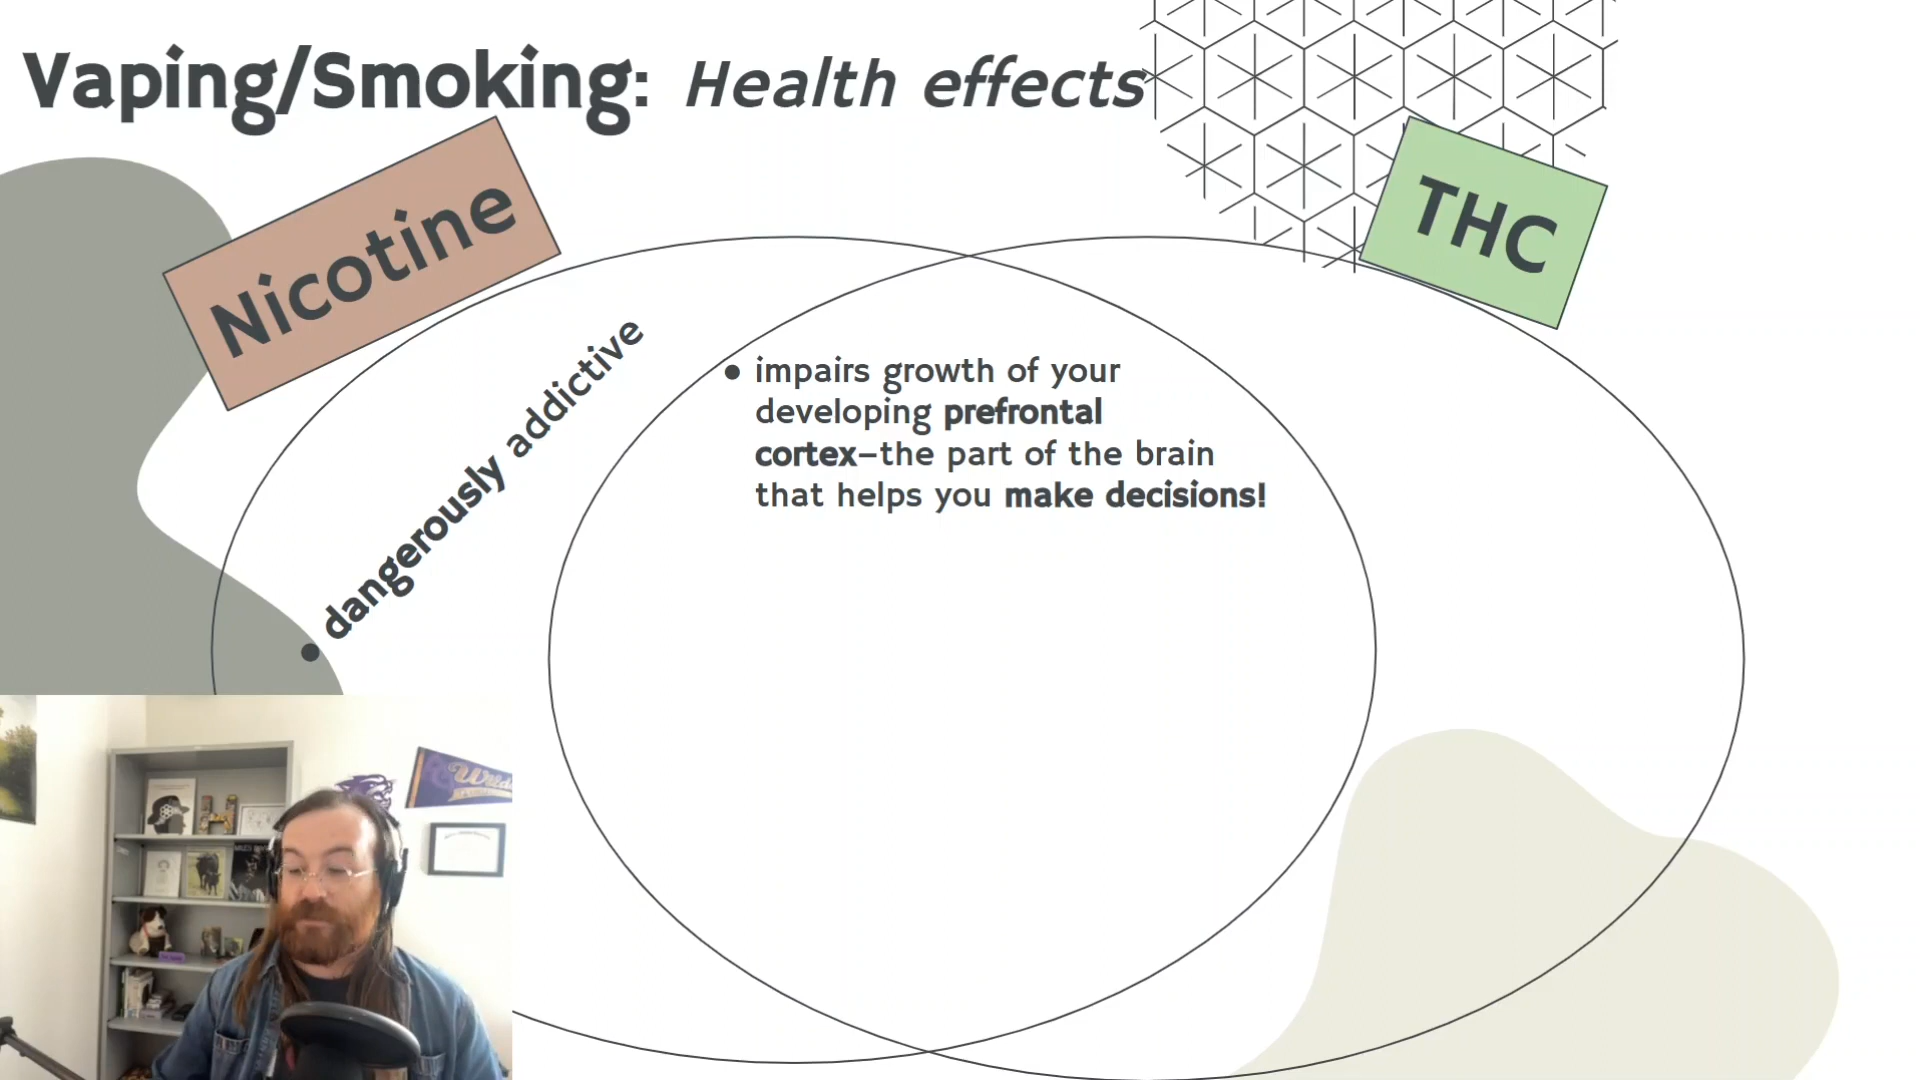 Vaping/Smoking: Health effects
Nicotine
THC
• dangerously addictive
• impairs growth of your
developing prefrontal
cortex–the part of the brain
that helps you make decisions!